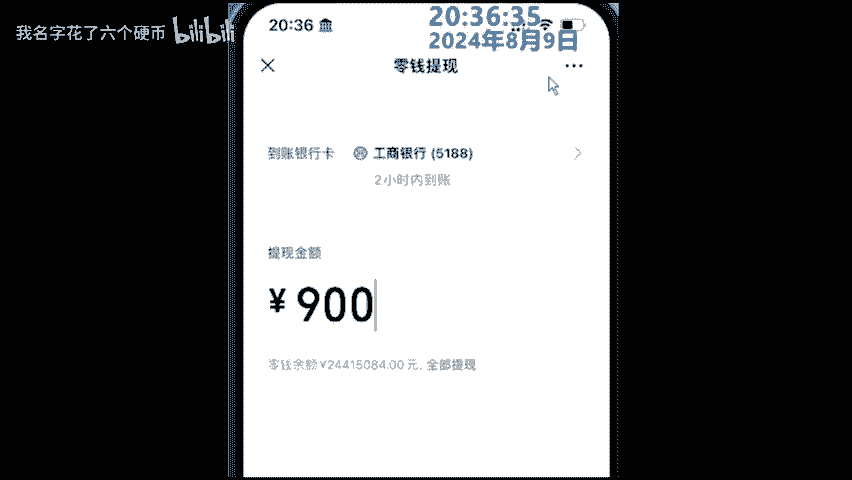 我名字花了六个硬币 bilibili
20:36
20:36:35
2024年8月9日
零钱提现
到账银行卡 工商银行 (5188)
2小时内到账
提现金额
¥ 900
零钱余额¥24415084.00 元, 全部提现